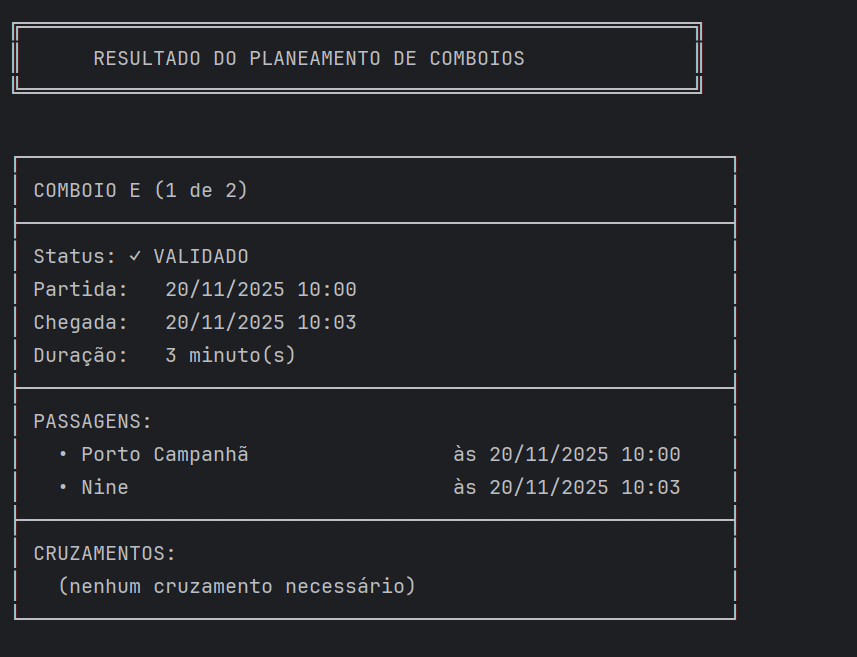 RESULTADO DO PLANEAMENTO DE COMBOIOS
COMBOIO E (1 de 2)
Status: ✓ VALIDADO
Partida: 20/11/2025 10:00
Chegada: 20/11/2025 10:03
Duração: 3 minuto(s)
PASSAGENS:
• Porto Campanhã às 20/11/2025 10:00
• Nine às 20/11/2025 10:03
CRUZAMENTOS:
(nenhum cruzamento necessário)